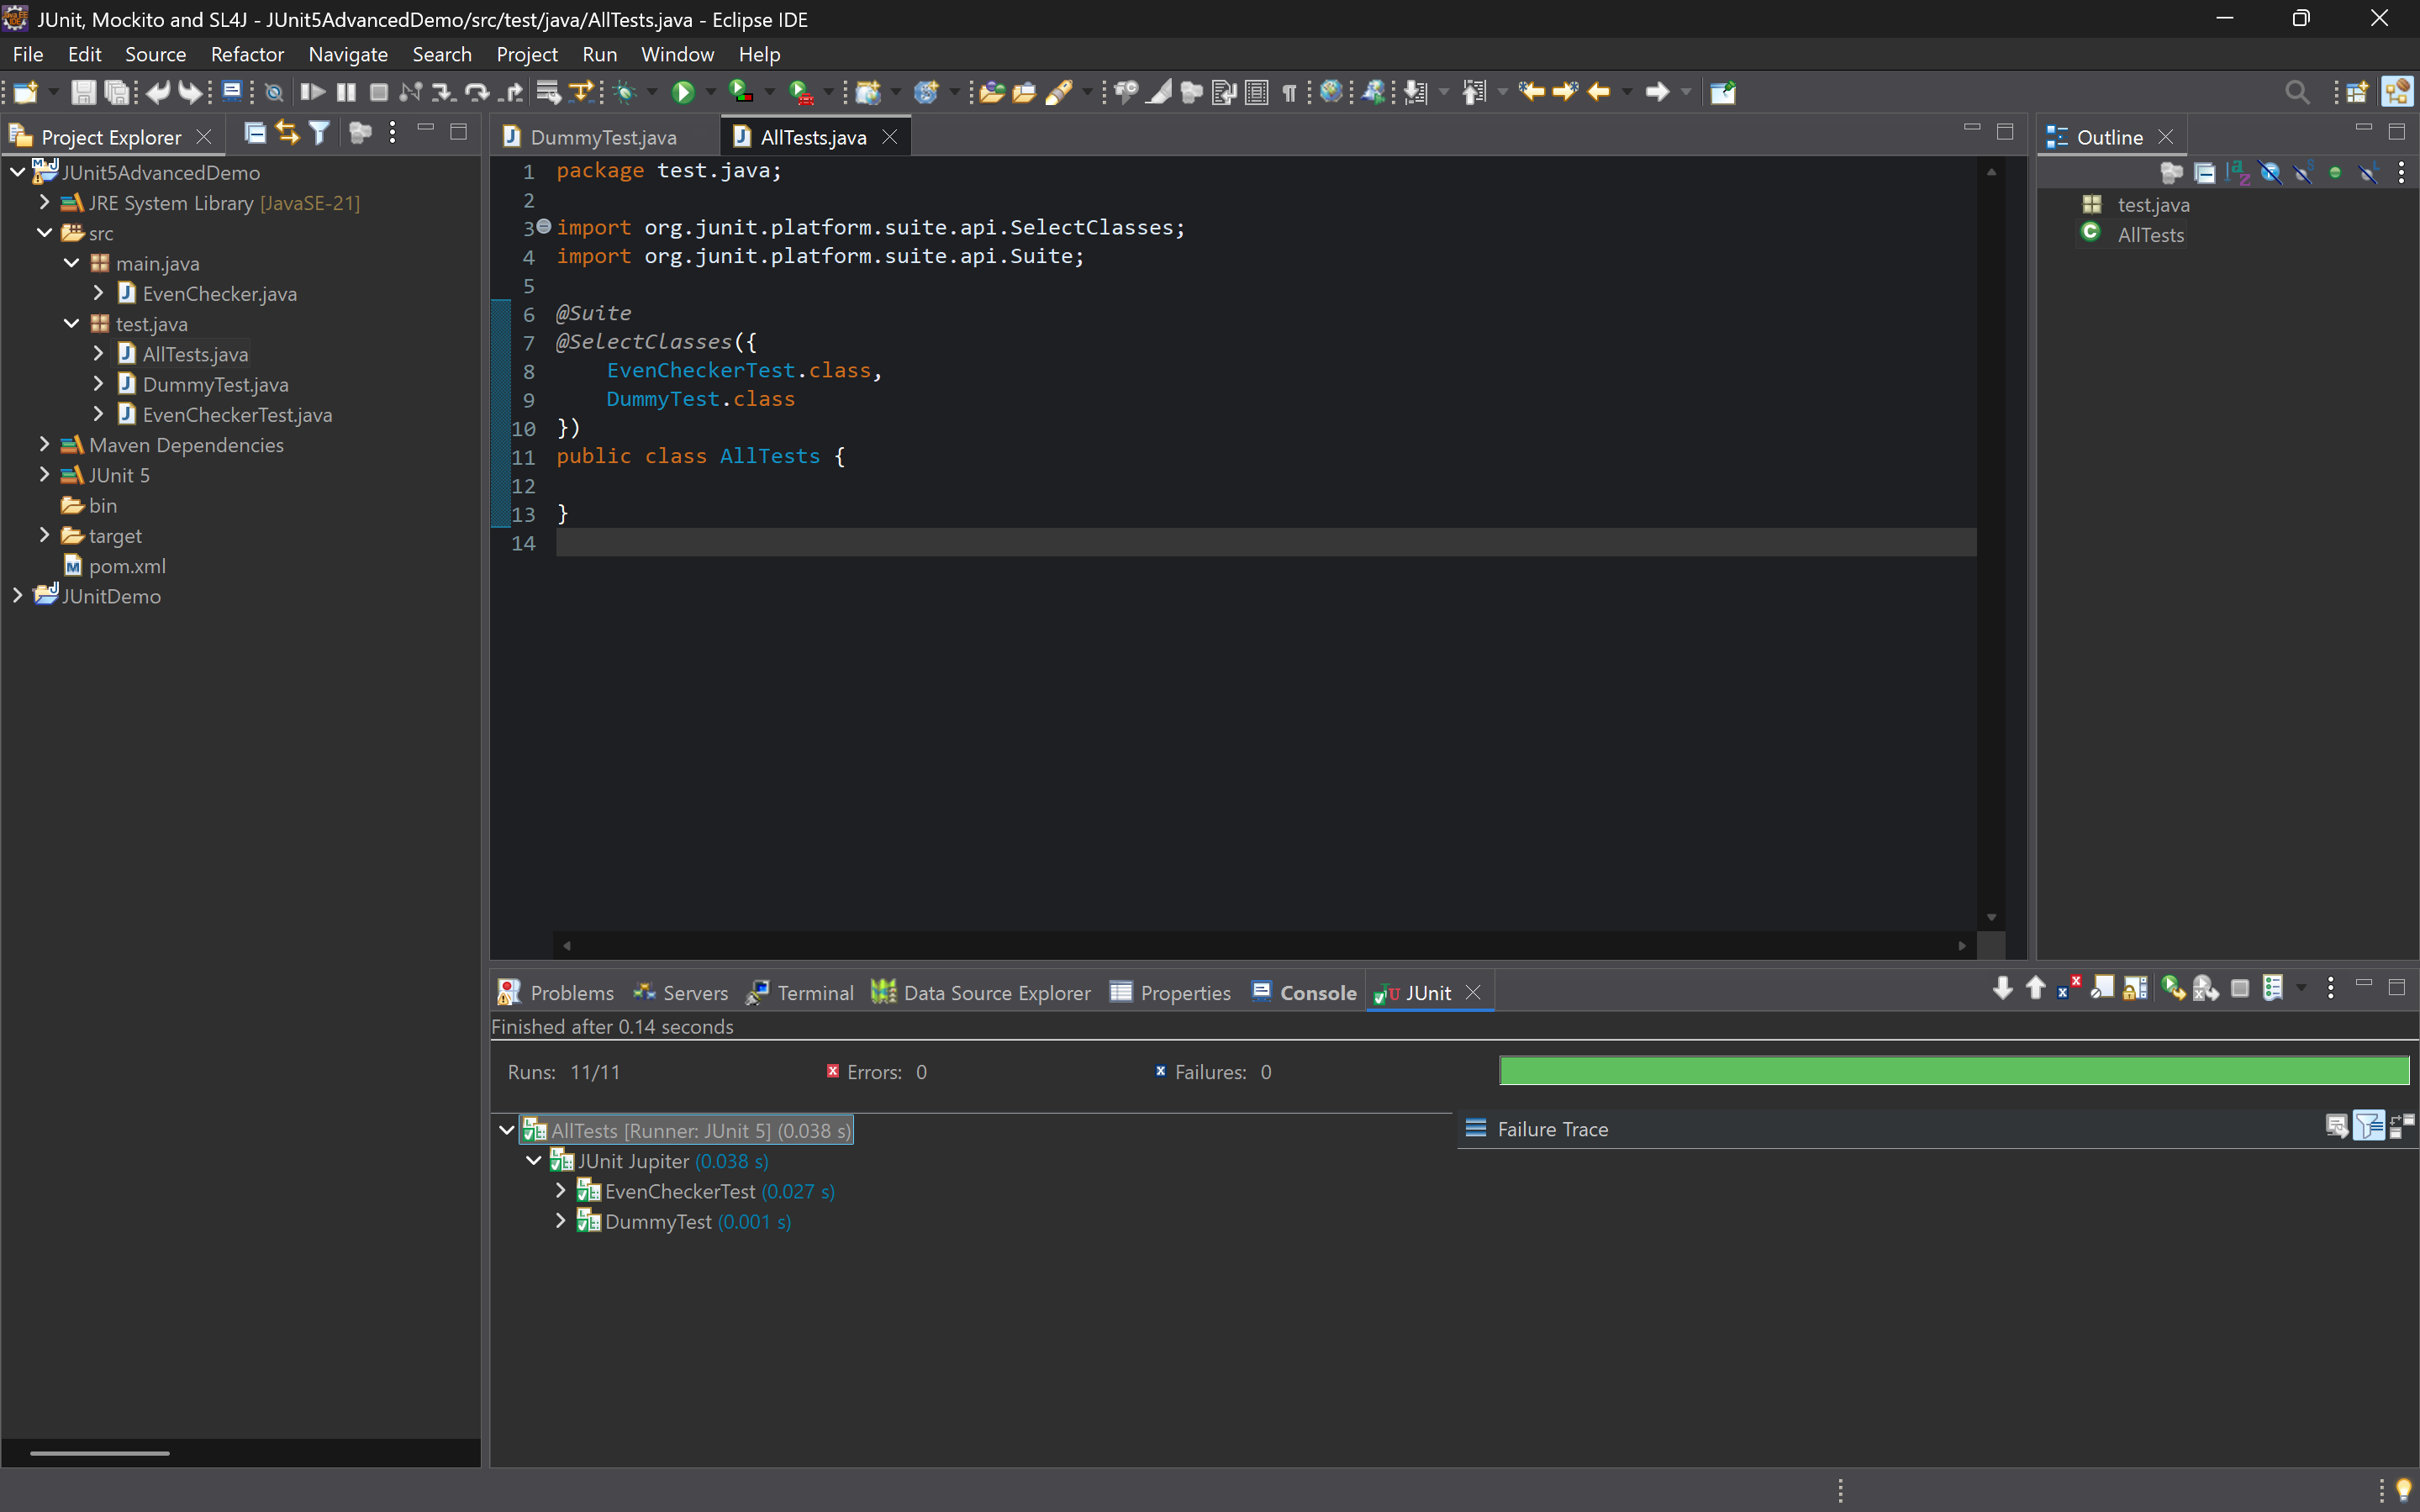 JUnit, Mockito and SL4J - JUnit5AdvancedDemo/src/test/java/AllTests.java - Eclipse IDE
File Edit Source Refactor Navigate Search Project Run Window Help
Project Explorer
JUnit5AdvancedDemo
JRE System Library [JavaSE-21]
src
main.java
EvenChecker.java
test.java
AllTests.java
DummyTest.java
EvenCheckerTest.java
Maven Dependencies
JUnit 5
bin
target
pom.xml
JUnitDemo
DummyTest.java AllTests.java
1 package test.java;
2
3 import org.junit.platform.suite.api.SelectClasses;
4 import org.junit.platform.suite.api.Suite;
5
6 @Suite
7 @SelectClasses({
8 EvenCheckerTest.class,
9 DummyTest.class
10 })
11 public class AllTests {
12
13 }
14
Outline
test.java
AllTests
Problems Servers Terminal Data Source Explorer Properties Console JUnit
Finished after 0.14 seconds
Runs: 11/11 Errors: 0 Failures: 0
AllTests [Runner: JUnit 5] (0.038 s)
JUnit Jupiter (0.038 s)
EvenCheckerTest (0.027 s)
DummyTest (0.001 s)
Failure Trace